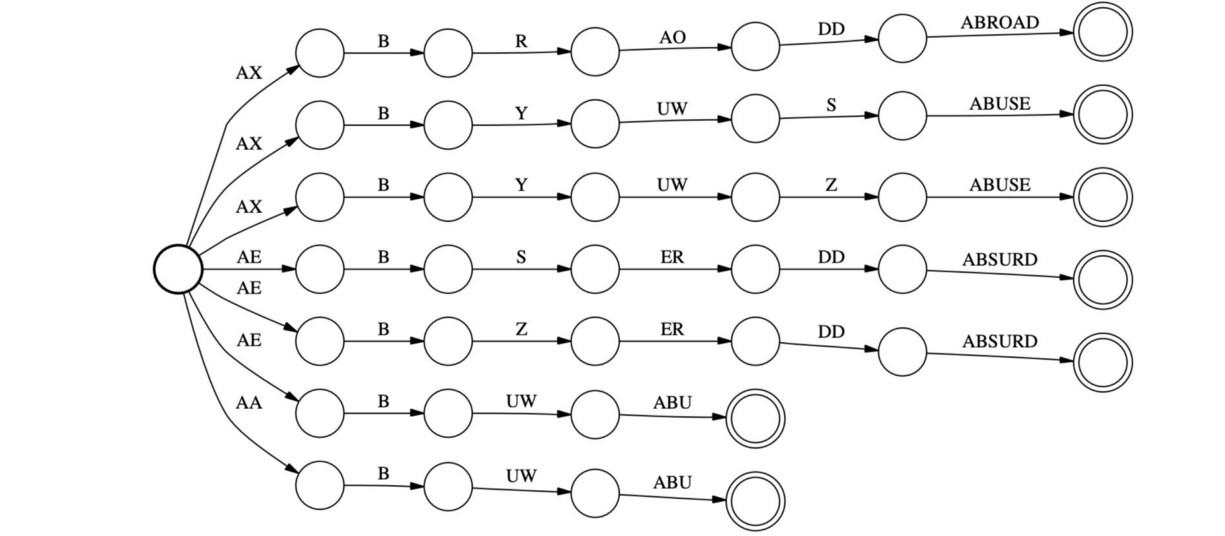 AX B R AO DD ABROAD
AX B Y UW S ABUSE
AX B Y UW Z ABUSE
AE B S ER DD ABSURD
AE B Z ER DD ABSURD
AE B UW ABU
AA B UW ABU